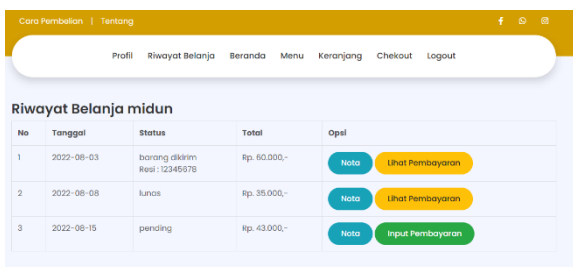 Cara Pembelian | Tentang
Profil Riwayat Belanja Beranda Menu Keranjang Chekout Logout
Riwayat Belanja midun
No Tanggal Status Total Opsi
1 2022-08-03 barang dikirim Rp. 60.000,- Nota Lihat Pembayaran
Resi : 12345678
2 2022-08-08 lunas Rp. 35.000,- Nota Lihat Pembayaran
3 2022-08-15 pending Rp. 43.000,- Nota Input Pembayaran